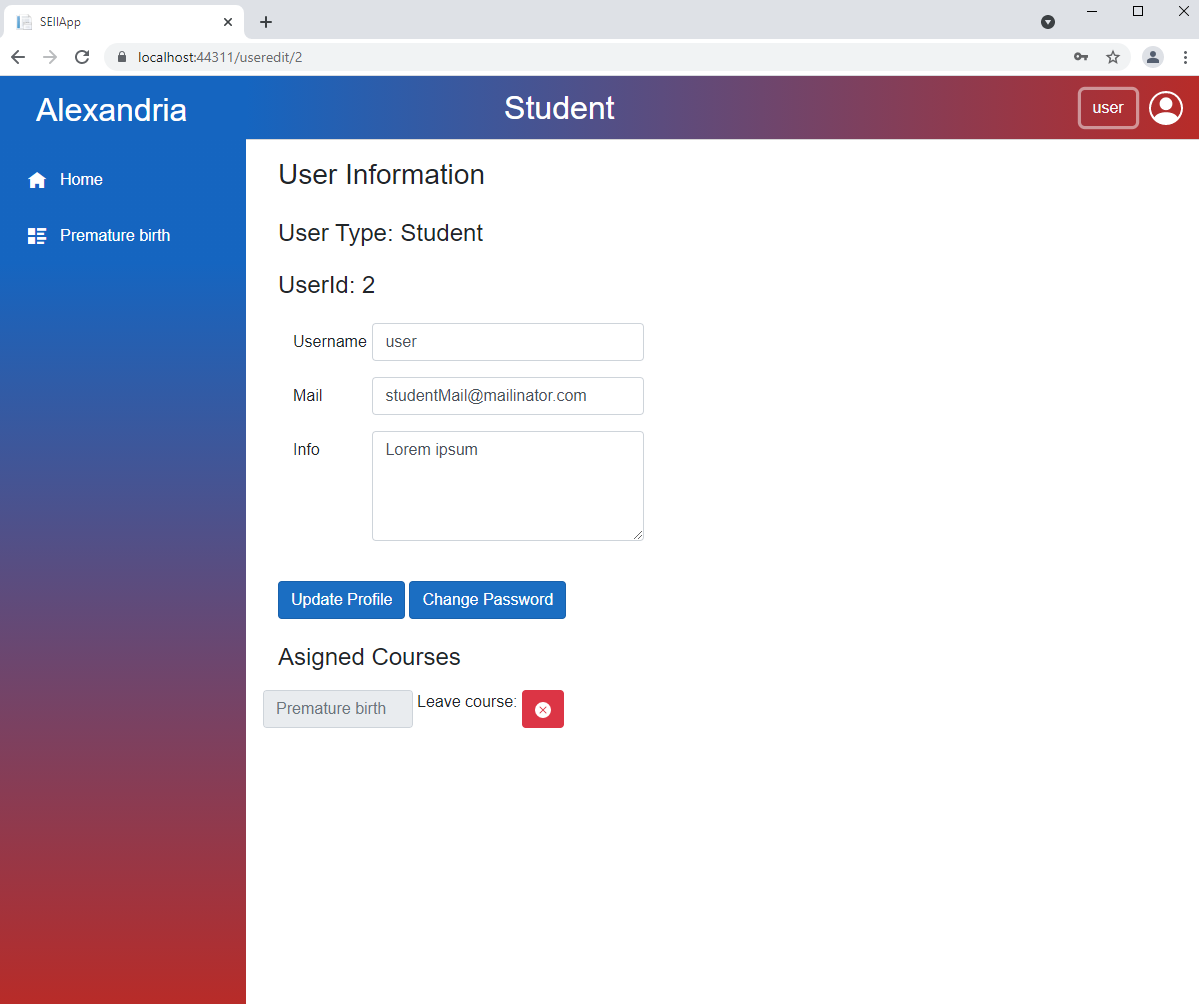 SEIIApp
localhost:44311/useredit/2
Alexandria
Student
user
Home
Premature birth
User Information
User Type: Student
UserId: 2
Username user
Mail studentMail@mailinator.com
Info Lorem ipsum
Update Profile Change Password
Asigned Courses
Premature birth Leave course: